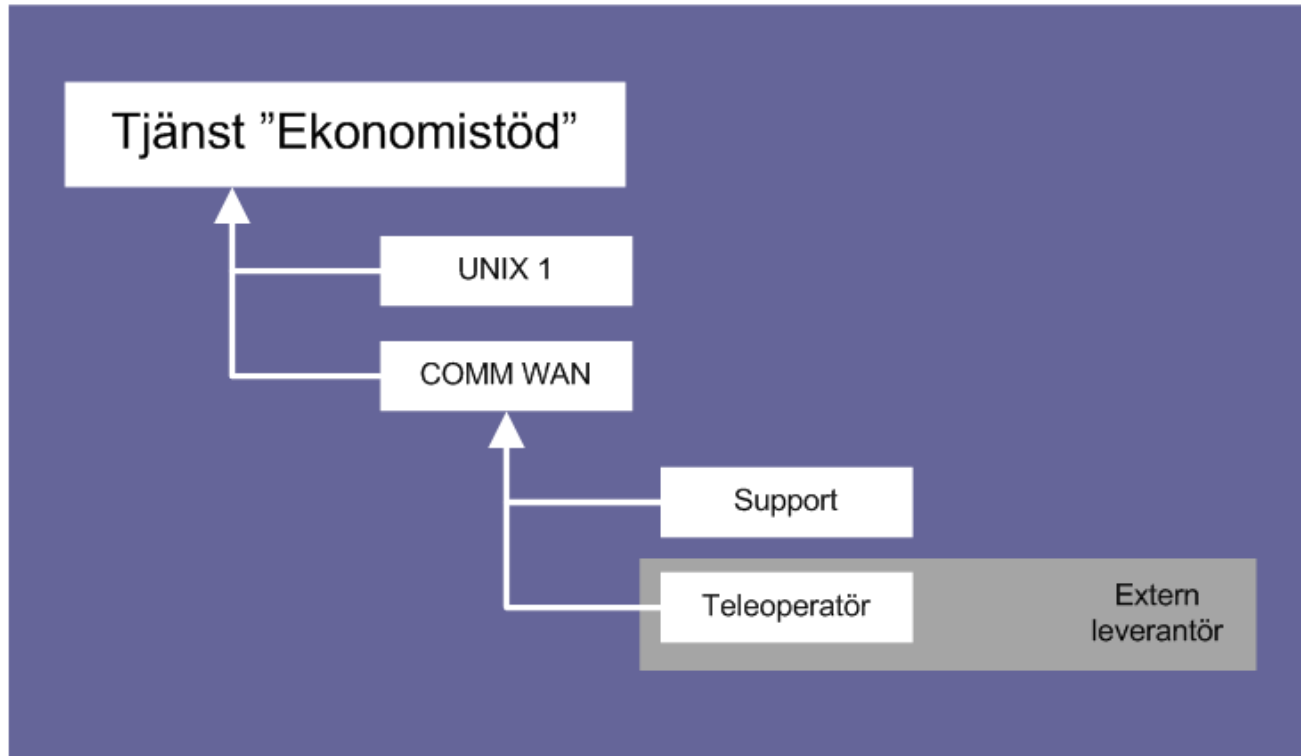 Tjänst ”Ekonomistöd”
UNIX 1
COMM WAN
Support
Teleoperatör
Extern
leverantör